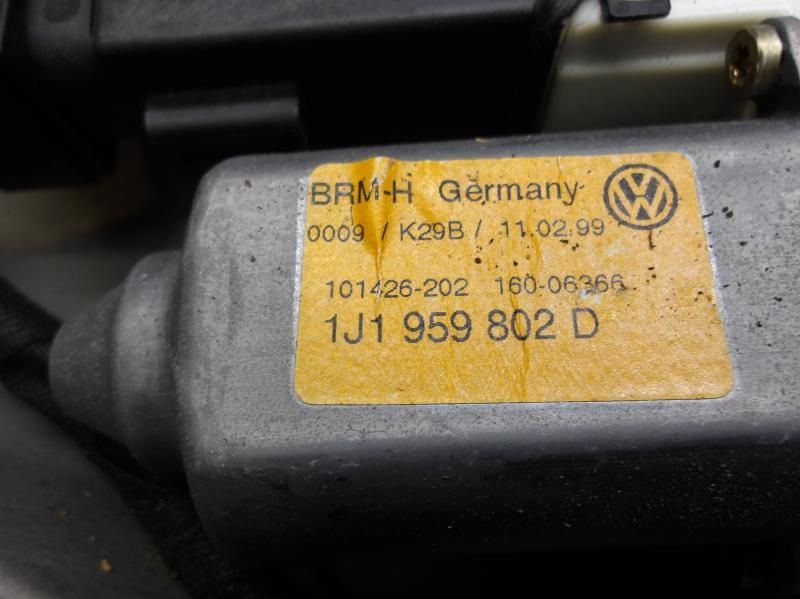 BRM-H Germany
0009 / K29B / 11.02.99
101426-202 160-06366
1J1 959 802 D